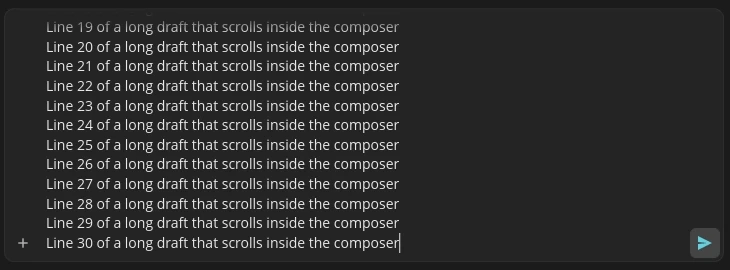 Line 19 of a long draft that scrolls inside the composer
Line 20 of a long draft that scrolls inside the composer
Line 21 of a long draft that scrolls inside the composer
Line 22 of a long draft that scrolls inside the composer
Line 23 of a long draft that scrolls inside the composer
Line 24 of a long draft that scrolls inside the composer
Line 25 of a long draft that scrolls inside the composer
Line 26 of a long draft that scrolls inside the composer
Line 27 of a long draft that scrolls inside the composer
Line 28 of a long draft that scrolls inside the composer
Line 29 of a long draft that scrolls inside the composer
Line 30 of a long draft that scrolls inside the composer